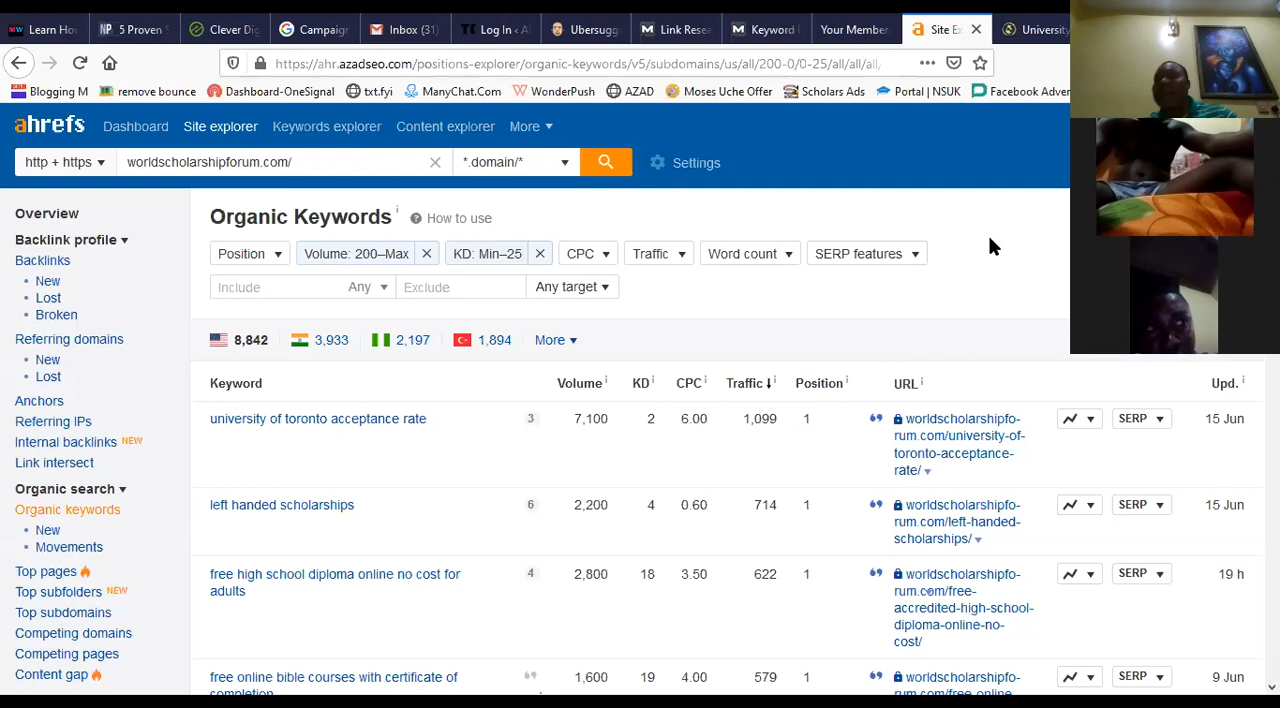 Learn Ho
5 Proven S
Clever Dig
Campaign
Inbox (31)
Log In ‹ A
Ubersugg
Link Rese
Keyword
Your Membe
Site E
University
https://ahr.azadseo.com/positions-explorer/organic-keywords/v5/subdomains/us/all/200-0/0-25/all/all/all/
Blogging M
remove bounce
Dashboard-OneSignal
txt.fyi
ManyChat.Com
WonderPush
AZAD
Moses Uche Offer
Scholars Ads
Portal | NSUK
Facebook Adver
ahrefs
Dashboard
Site explorer
Keywords explorer
Content explorer
More
http + https
worldscholarshipforum.com/
*.domain/*
Settings
Overview
Backlink profile
Backlinks
New
Lost
Broken
Referring domains
New
Lost
Anchors
Referring IPs
Internal backlinks NEW
Link intersect
Organic search
Organic keywords
New
Movements
Top pages
Top subfolders NEW
Top subdomains
Competing domains
Competing pages
Content gap
Organic Keywords i
How to use
Position
Volume: 200–Max
KD: Min–25
CPC
Traffic
Word count
SERP features
Include
Any
Exclude
Any target
8,842
3,933
2,197
1,894
More
Keyword
Volume i
KD i
CPC i
Traffic i
Position i
URL i
Upd. i
university of toronto acceptance rate
3
7,100
2
6.00
1,099
1
worldscholarshipfo-
rum.com/university-of-
toronto-acceptance-
rate/
SERP
15 Jun
left handed scholarships
6
2,200
4
0.60
714
1
worldscholarshipfo-
rum.com/left-handed-
scholarships/
SERP
15 Jun
free high school diploma online no cost for
adults
4
2,800
18
3.50
622
1
worldscholarshipfo-
rum.com/free-
accredited-high-school-
diploma-online-no-
cost/
SERP
19 h
free online bible courses with certificate of
completion
1,600
19
4.00
579
1
worldscholarshipfo-
rum.com/free-online-
SERP
9 Jun